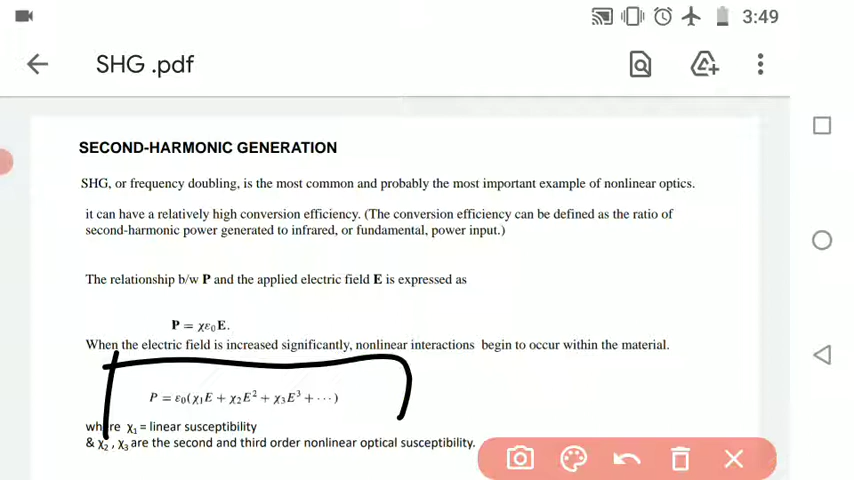 3:49
SHG .pdf
SECOND-HARMONIC GENERATION
SHG, or frequency doubling, is the most common and probably the most important example of nonlinear optics.
it can have a relatively high conversion efficiency. (The conversion efficiency can be defined as the ratio of
second-harmonic power generated to infrared, or fundamental, power input.)
The relationship b/w P and the applied electric field E is expressed as
P = χε₀E.
When the electric field is increased significantly, nonlinear interactions begin to occur within the material.
P = ε₀(χ₁E + χ₂E² + χ₃E³ + ···)
where χ₁ = linear susceptibility
& χ₂ , χ₃ are the second and third order nonlinear optical susceptibility.